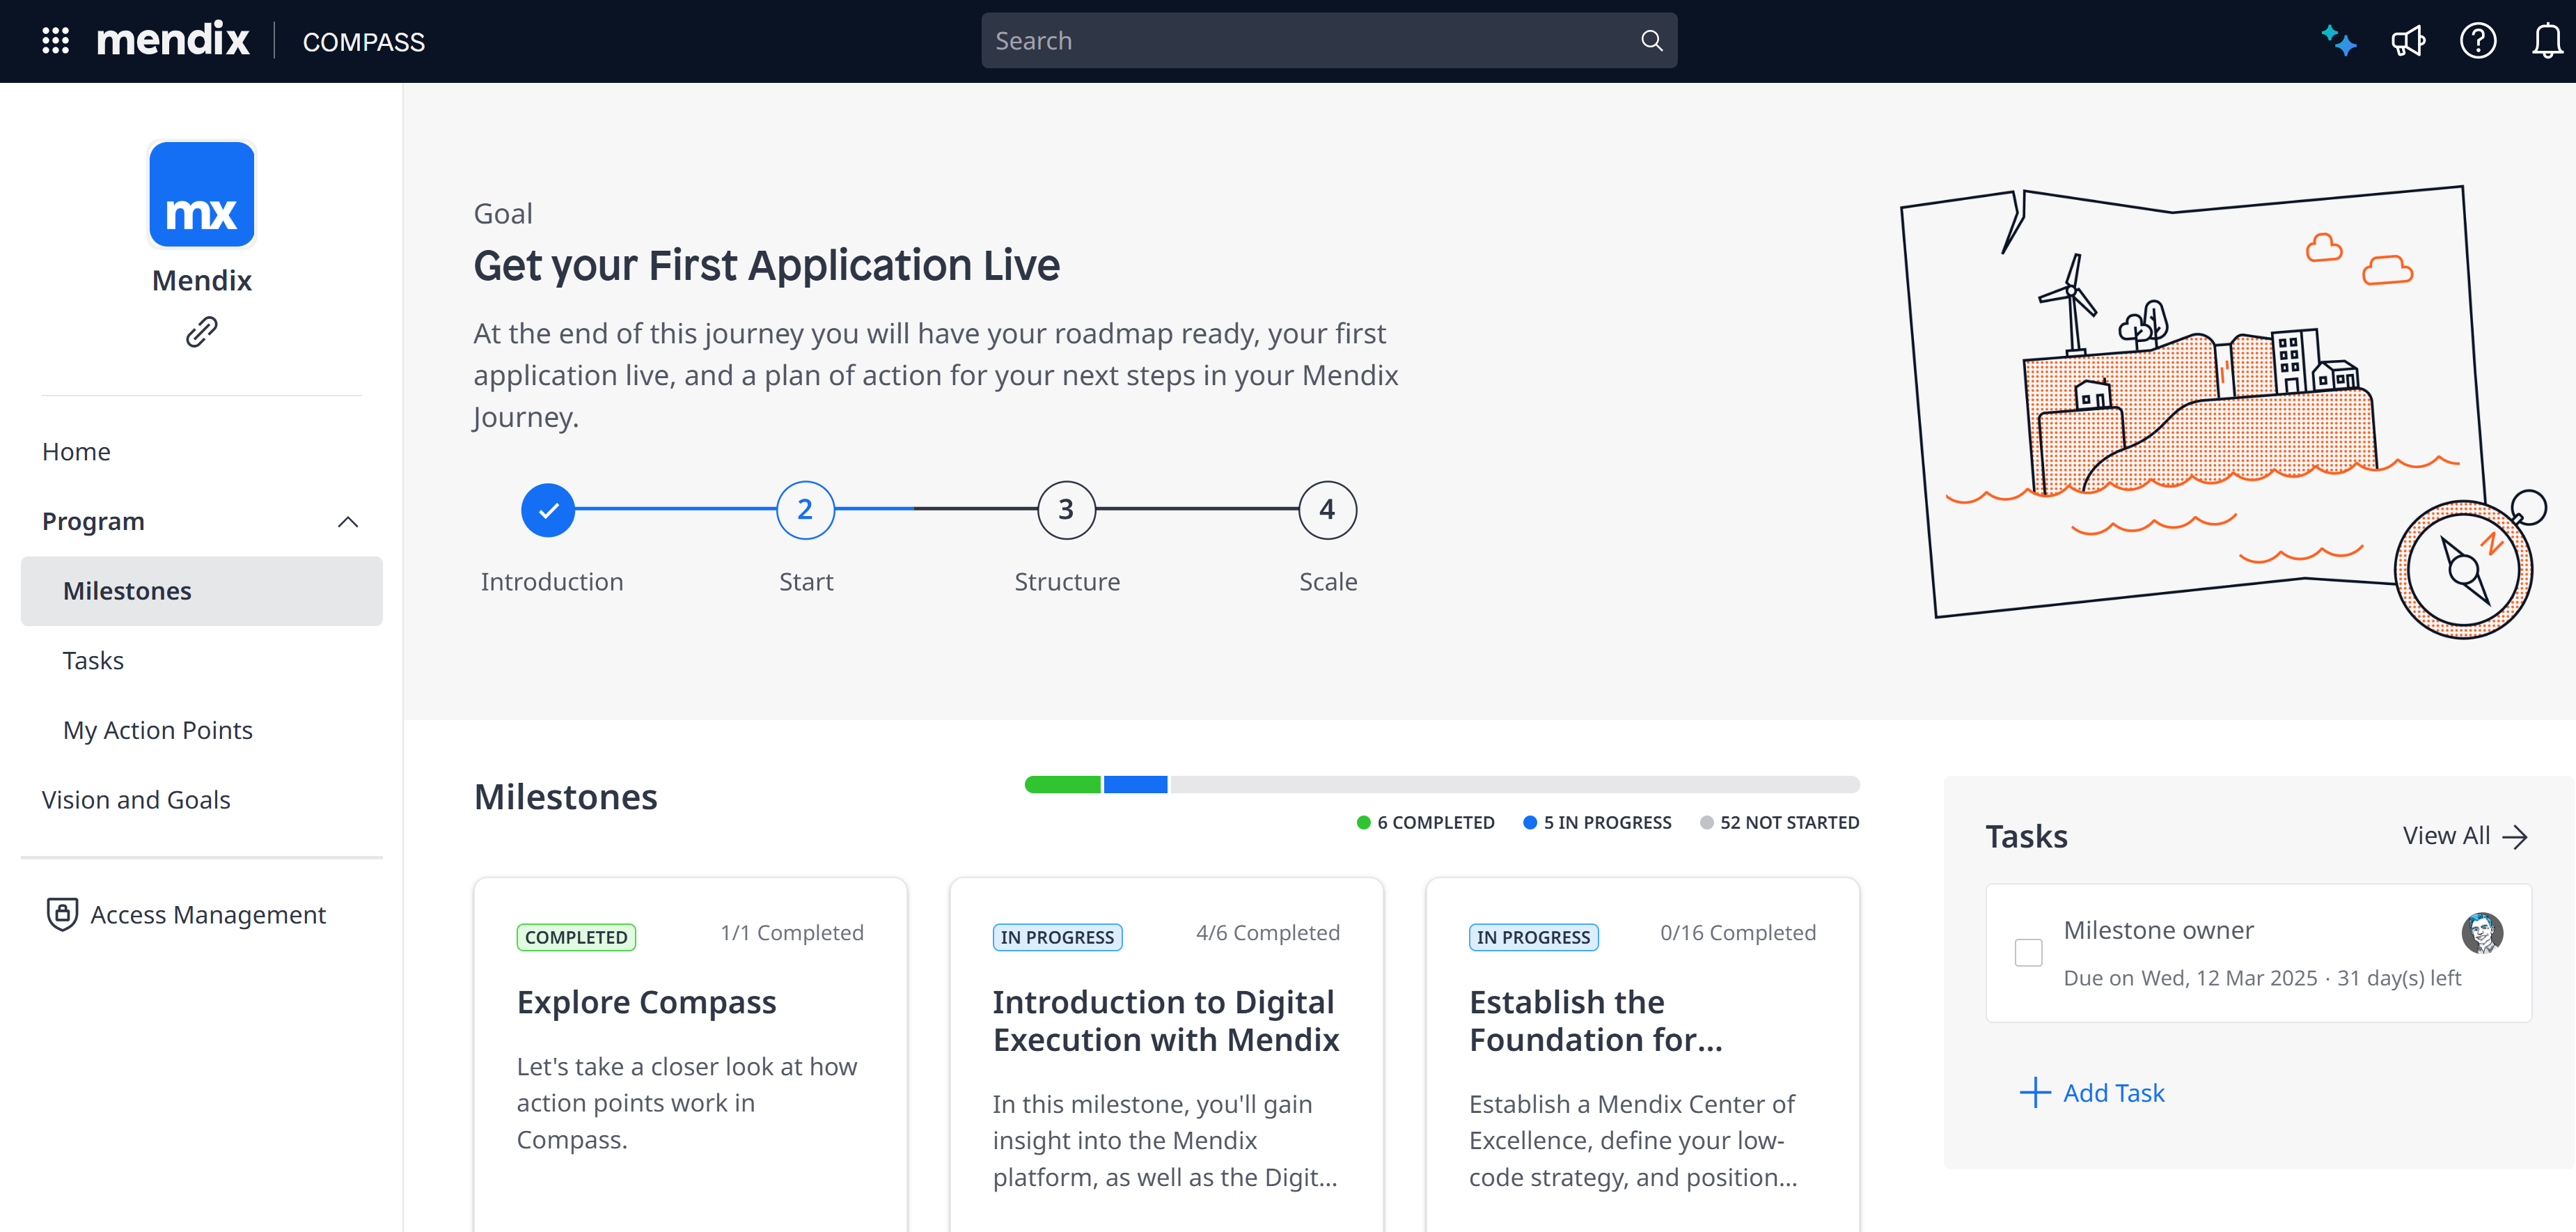 mendix COMPASS
Search
mx
Mendix
Home
Program
Milestones
Tasks
My Action Points
Vision and Goals
Access Management
Goal
Get your First Application Live
At the end of this journey you will have your roadmap ready, your first
application live, and a plan of action for your next steps in your Mendix
Journey.
2
3
4
Introduction
Start
Structure
Scale
N
Milestones
6 COMPLETED
5 IN PROGRESS
52 NOT STARTED
COMPLETED
1/1 Completed
Explore Compass
Let's take a closer look at how
action points work in
Compass.
IN PROGRESS
4/6 Completed
Introduction to Digital
Execution with Mendix
In this milestone, you'll gain
insight into the Mendix
platform, as well as the Digit...
IN PROGRESS
0/16 Completed
Establish the
Foundation for...
Establish a Mendix Center of
Excellence, define your low-
code strategy, and position...
Tasks
View All
Milestone owner
Due on Wed, 12 Mar 2025 · 31 day(s) left
Add Task